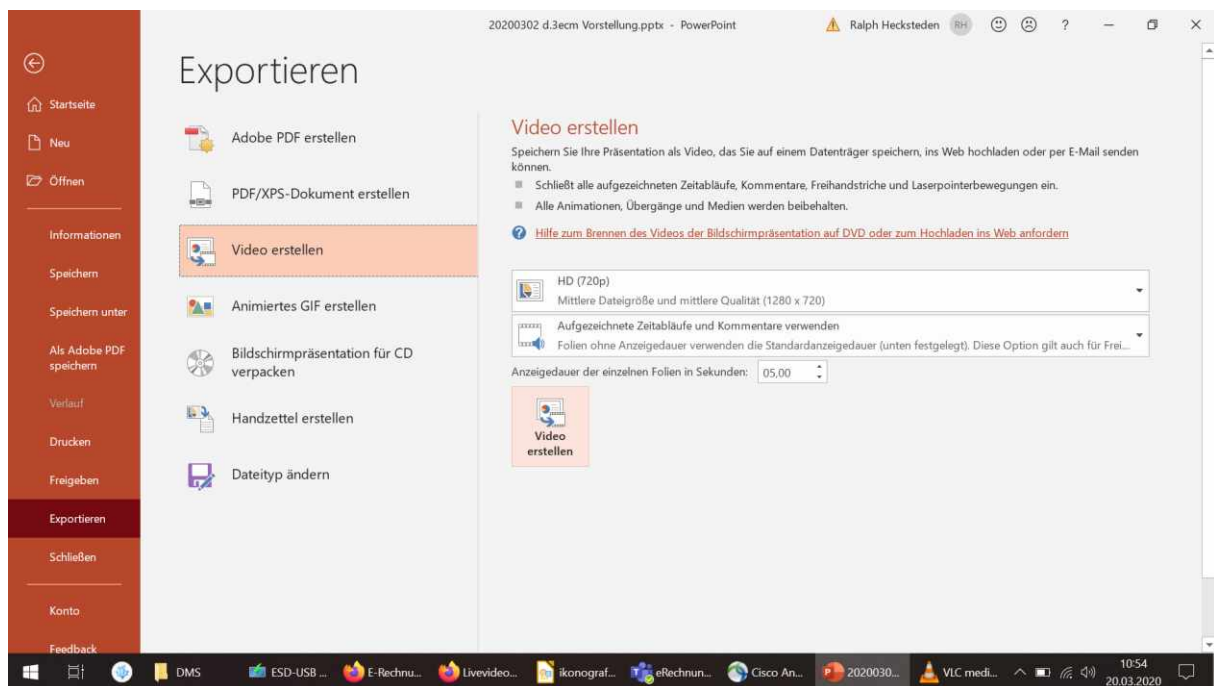 20200302 d.3ecm Vorstellung.pptx - PowerPoint
Ralph Hecksteden RH ?
Startseite
Neu
Öffnen
Informationen
Speichern
Speichern unter
Als Adobe PDF
speichern
Verlauf
Drucken
Freigeben
Exportieren
Schließen
Konto
Feedback
Exportieren
Adobe PDF erstellen
PDF/XPS-Dokument erstellen
Video erstellen
Animiertes GIF erstellen
Bildschirmpräsentation für CD
verpacken
Handzettel erstellen
Dateityp ändern
Video erstellen
Speichern Sie Ihre Präsentation als Video, das Sie auf einem Datenträger speichern, ins Web hochladen oder per E-Mail senden
können.
Schließt alle aufgezeichneten Zeitabläufe, Kommentare, Freihandstriche und Laserpointerbewegungen ein.
Alle Animationen, Übergänge und Medien werden beibehalten.
Hilfe zum Brennen des Videos der Bildschirmpräsentation auf DVD oder zum Hochladen ins Web anfordern
HD (720p)
Mittlere Dateigröße und mittlere Qualität (1280 x 720)
Aufgezeichnete Zeitabläufe und Kommentare verwenden
Folien ohne Anzeigedauer verwenden die Standardanzeigedauer (unten festgelegt). Diese Option gilt auch für Frei...
Anzeigedauer der einzelnen Folien in Sekunden: 05,00
Video
erstellen
DMS ESD-USB ... E-Rechnu... Livevideo... ikonograf... eRechnun... Cisco An... 2020030... VLC medi... 10:54
20.03.2020